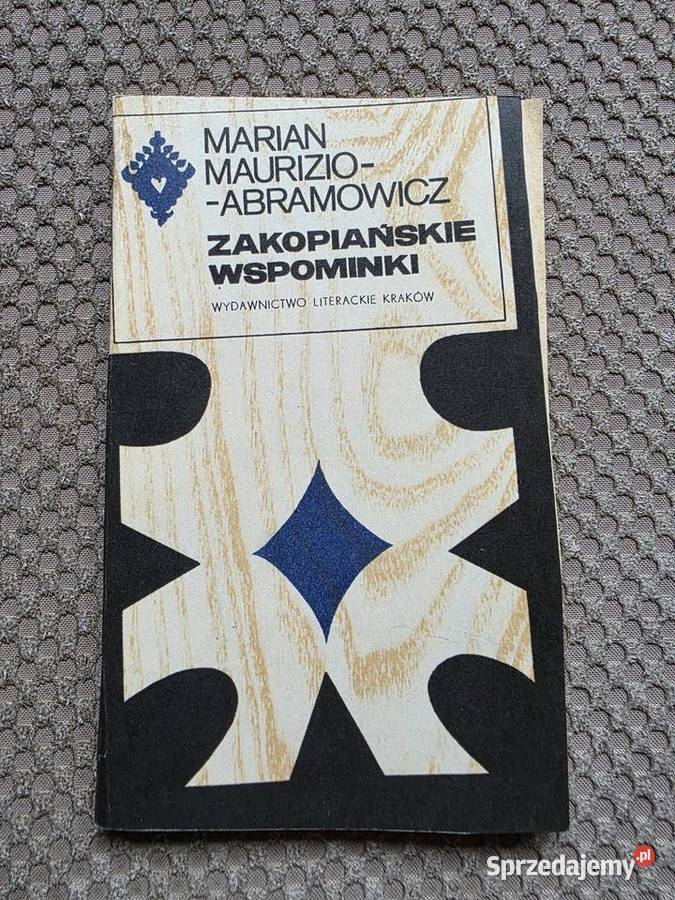 MARIAN
MAURIZIO-
-ABRAMOWICZ
ZAKOPIAŃSKIE
WSPOMINKI
WYDAWNICTWO LITERACKIE KRAKÓW
Sprzedajemy.pl